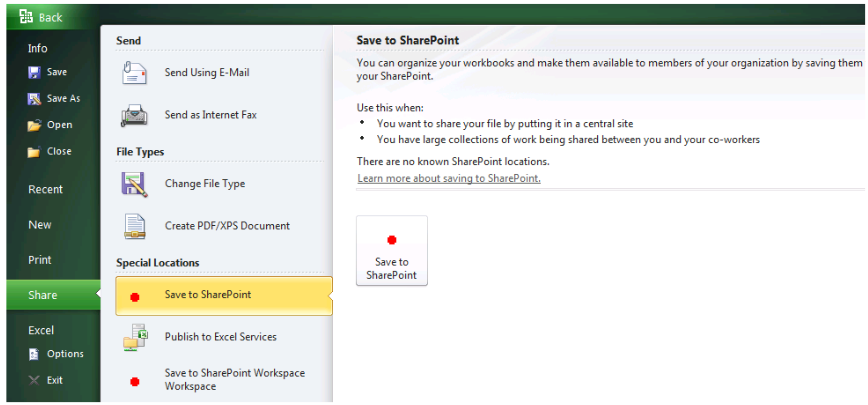 Back
Info
Save
Save As
Open
Close
Recent
New
Print
Share
Excel
Options
Exit
Send
Send Using E-Mail
Send as Internet Fax
File Types
Change File Type
Create PDF/XPS Document
Special Locations
Save to SharePoint
Publish to Excel Services
Save to SharePoint Workspace
Workspace
Save to SharePoint
You can organize your workbooks and make them available to members of your organization by saving them
your SharePoint.
Use this when:
• You want to share your file by putting it in a central site
• You have large collections of work being shared between you and your co-workers
There are no known SharePoint locations.
Learn more about saving to SharePoint.
Save to
SharePoint